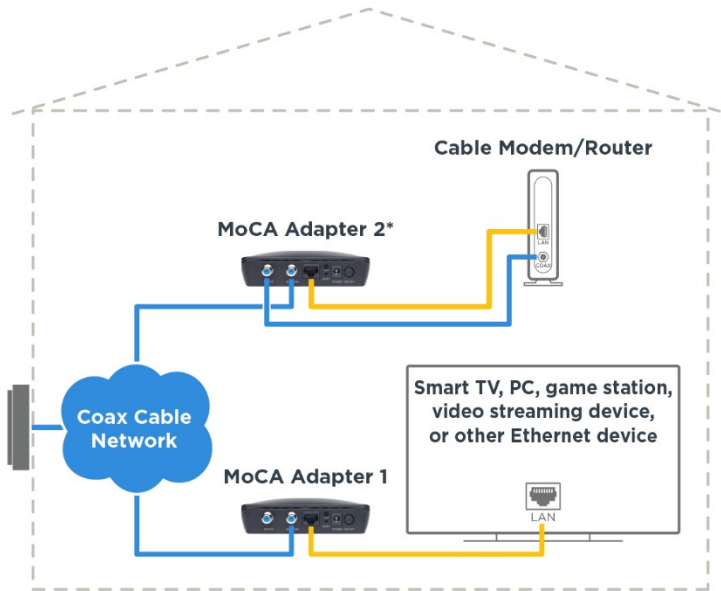 Cable Modem/Router
MoCA Adapter 2*
LAN
COAX
Smart TV, PC, game station,
video streaming device,
or other Ethernet device
Coax Cable
Network
MoCA Adapter 1
LAN